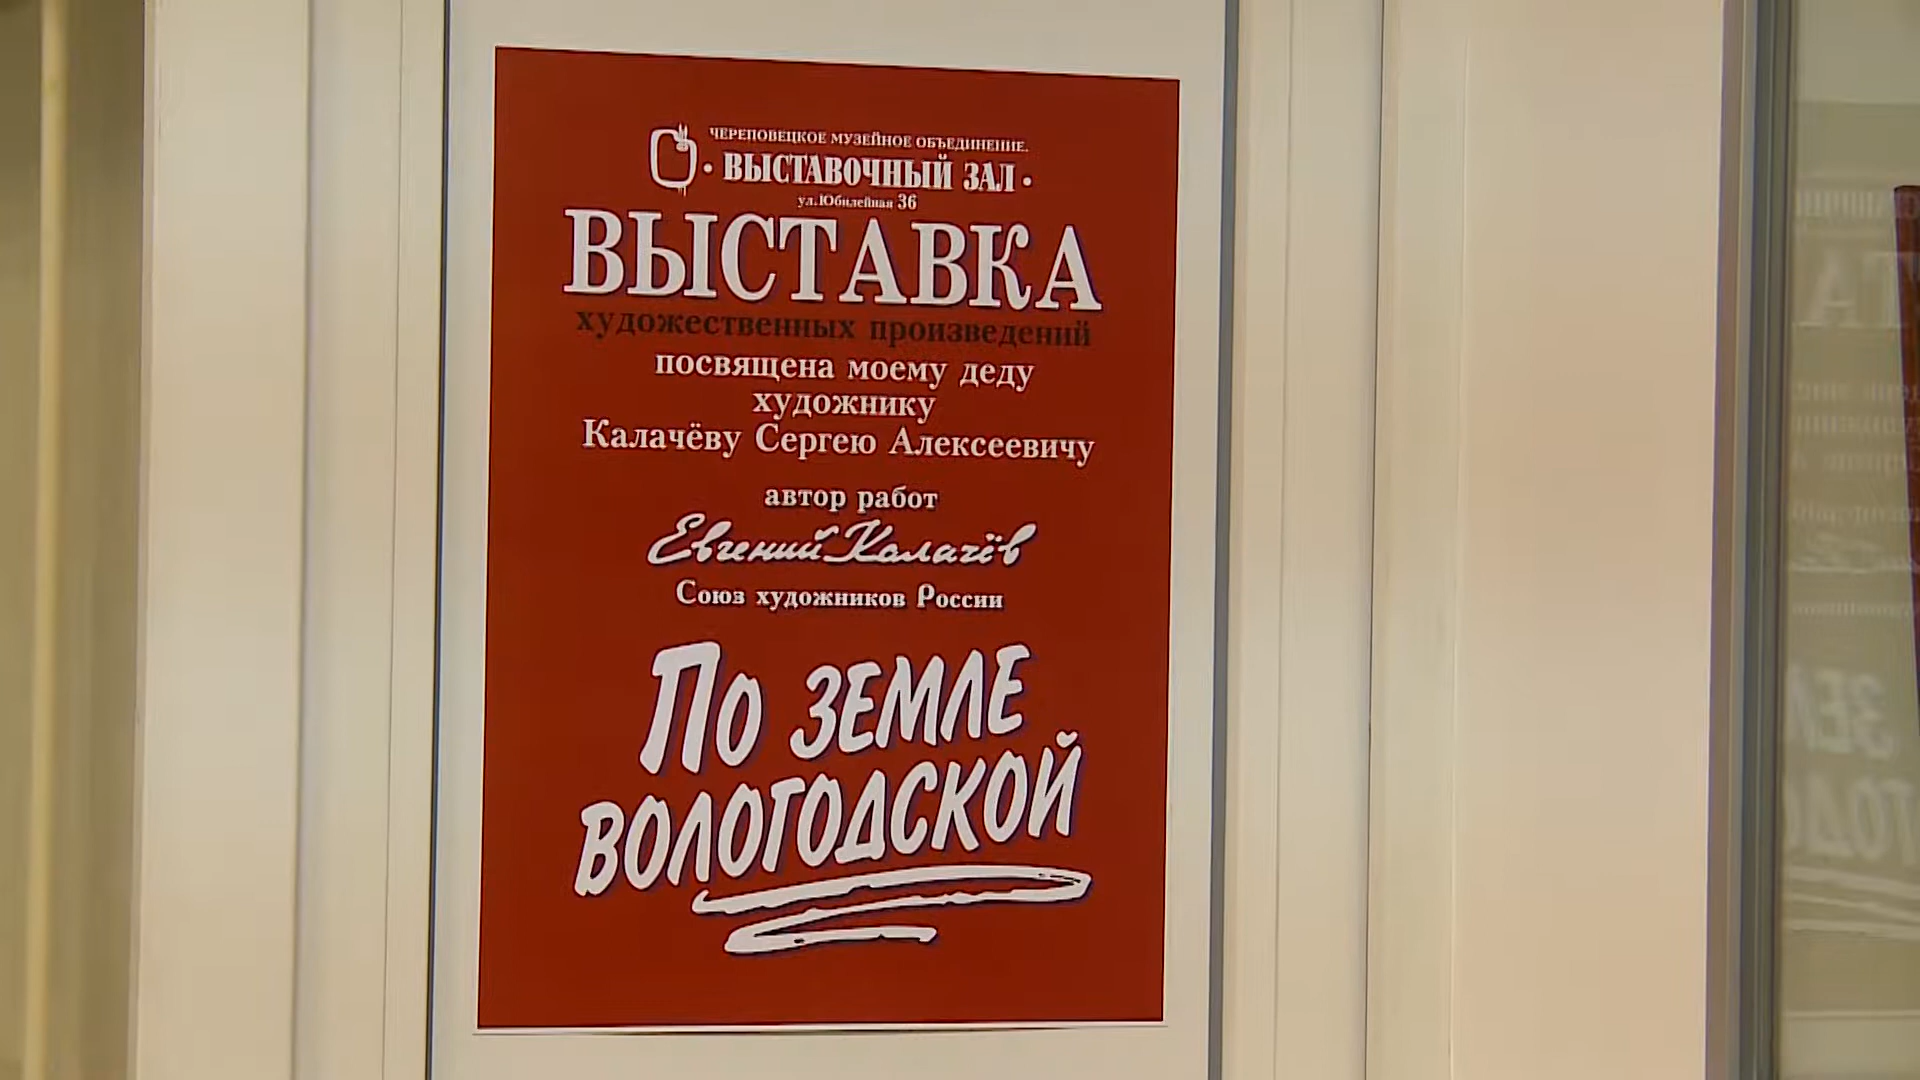 ЧЕРЕПОВЕЦКОЕ МУЗЕЙНОЕ ОБЪЕДИНЕНИЕ.
• ВЫСТАВОЧНЫЙ ЗАЛ •
ул. Юбилейная 36
ВЫСТАВКА
художественных произведений
посвящена моему деду
художнику
Калачёву Сергею Алексеевичу
автор работ
Евгений Калачёв
Союз художников России
По ЗЕМЛЕ
ВОЛОГОДСКОЙ